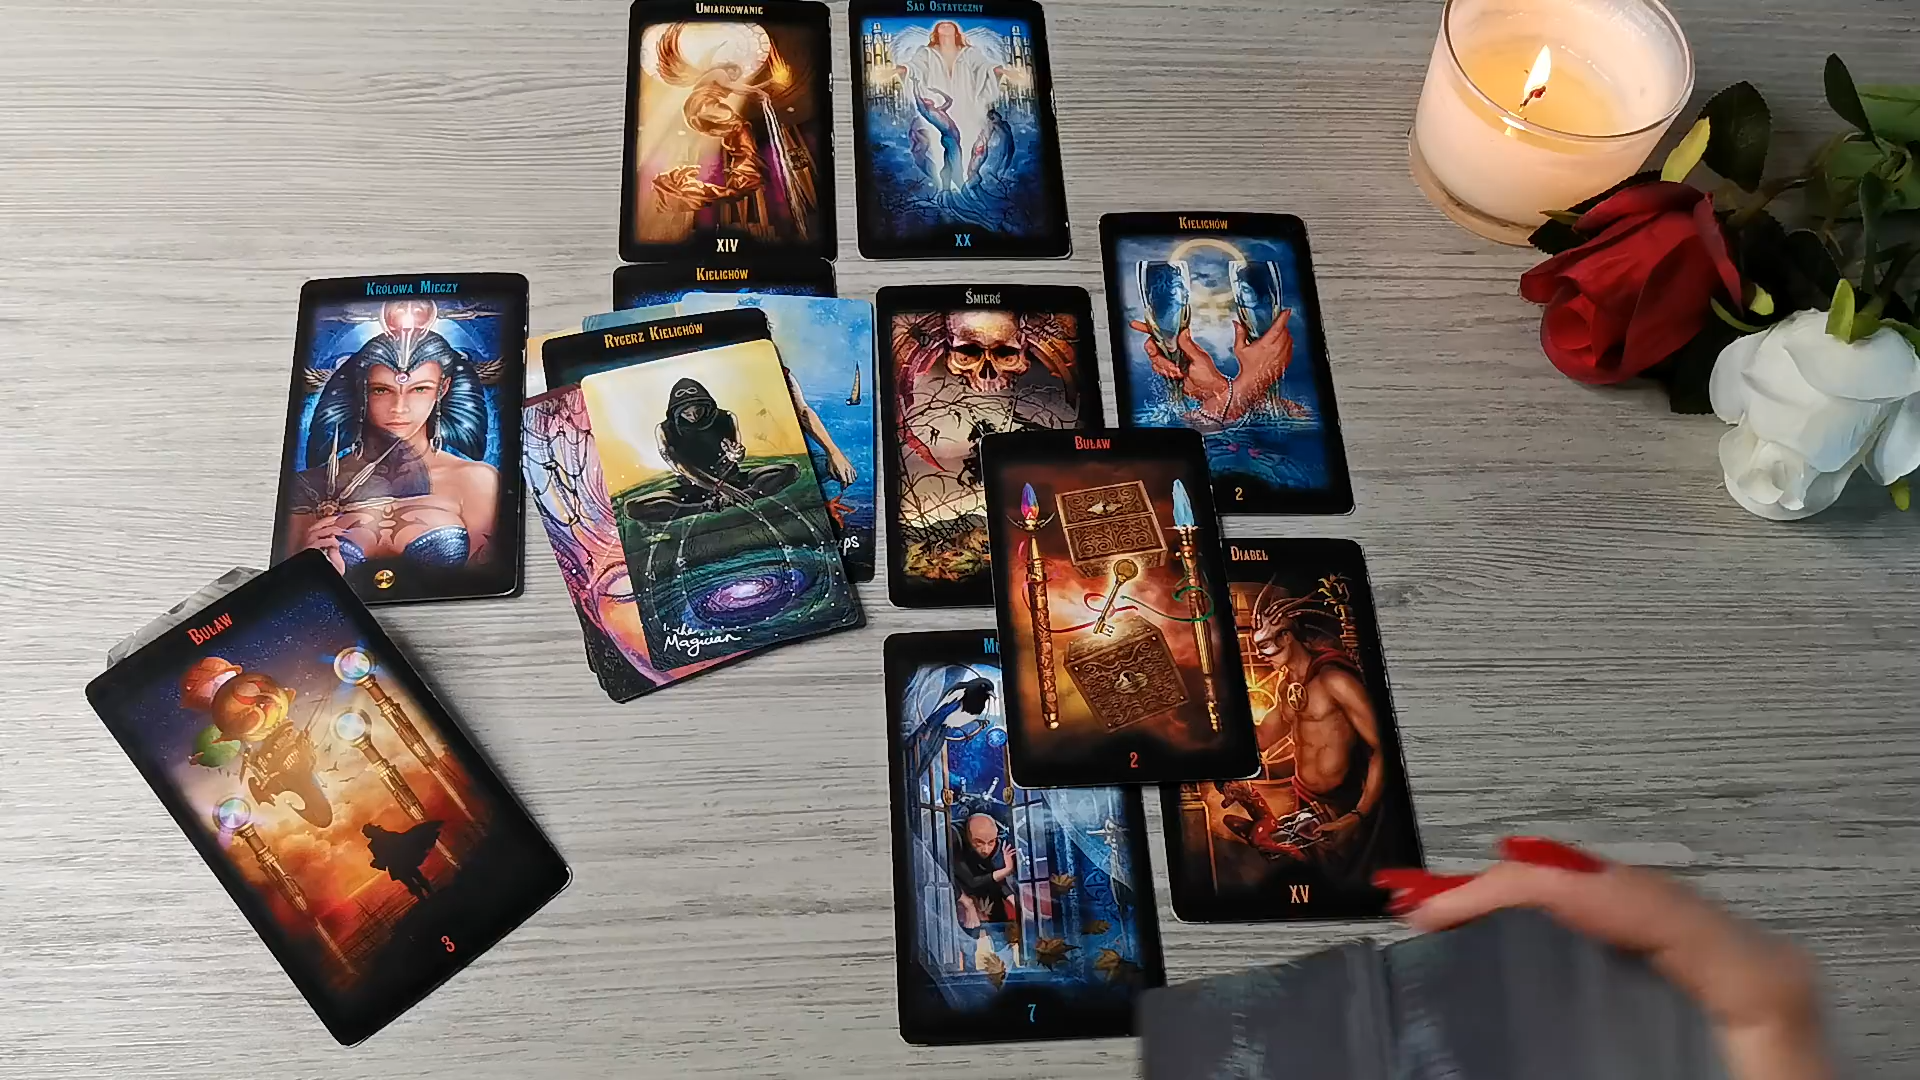 Umiarkowanie
XIV
Sąd Ostateczny
XX
Kielichów
2
Królowa Mieczy
Kielichów
Rycerz Kielichów
1. the
Magician
Śmierć
Buław
2
Diabeł
XV
7
Buław
3